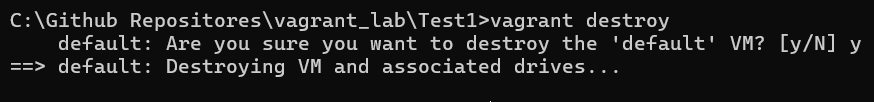 C:\Github Repositores\vagrant_lab\Test1>vagrant destroy
    default: Are you sure you want to destroy the 'default' VM? [y/N] y
==> default: Destroying VM and associated drives...